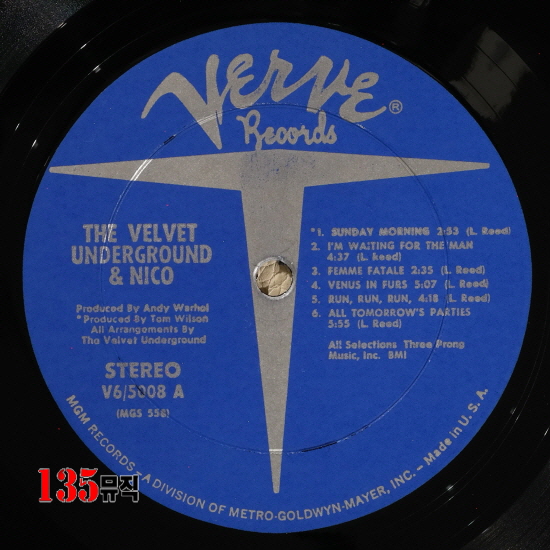 Verve®
Records
THE VELVET
UNDERGROUND
& NICO
Produced By Andy Warhol
*Produced By Tom Wilson
All Arrangements By
The Velvet Underground
STEREO
V6/5008 A
(MGS 558)
*1. SUNDAY MORNING 2:53 (L. Reed)
2. I'M WAITING FOR THE MAN
4:37 (L. Reed)
3. FEMME FATALE 2:35 (L. Reed)
4. VENUS IN FURS 5:07 (L. Reed)
5. RUN, RUN, RUN, 4:18 (L. Reed)
6. ALL TOMORROW'S PARTIES
5:55 (L. Reed)
All Selections Three Prong
Music, Inc. BMI
MGM RECORDS – A DIVISION OF METRO-GOLDWYN-MAYER, INC. – Made in U. S. A.
135뮤직